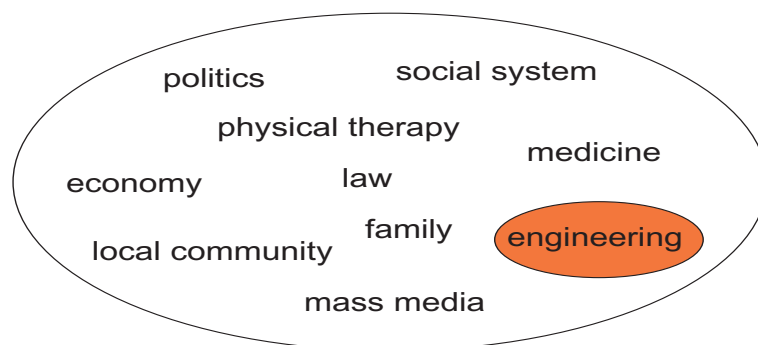 politics
social system
physical therapy
medicine
economy
law
family
engineering
local community
mass media